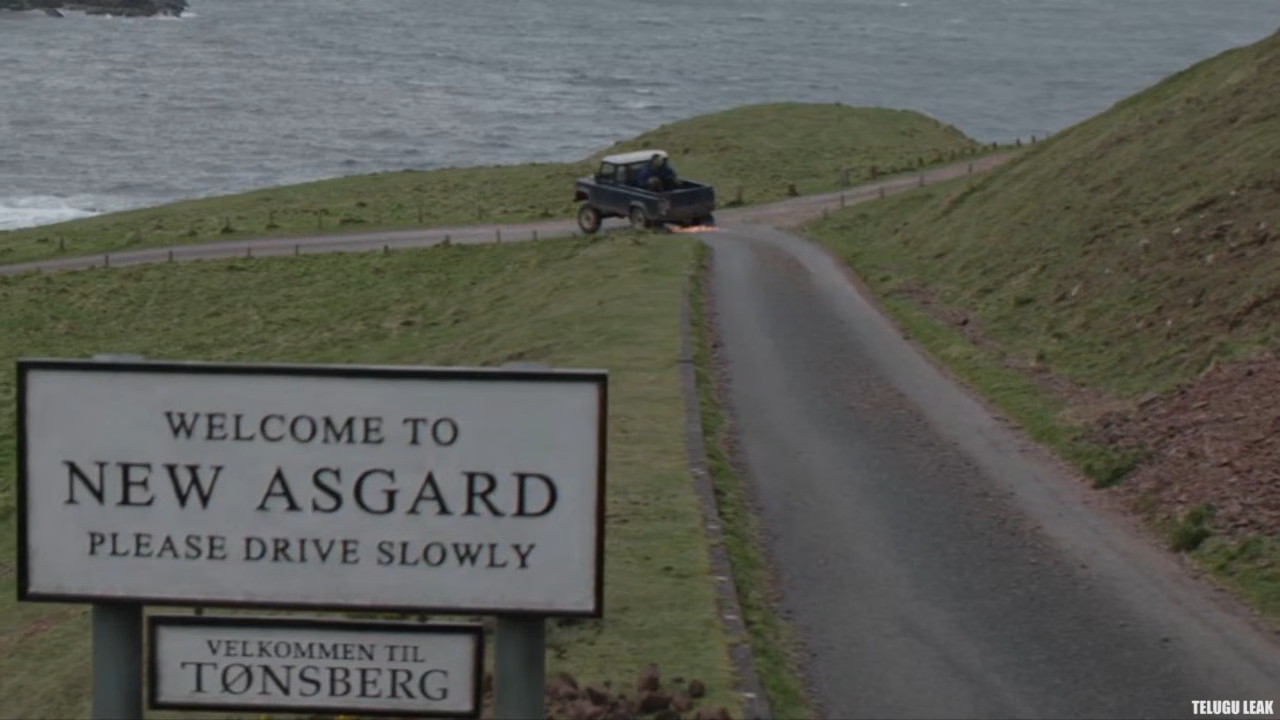 WELCOME TO
NEW ASGARD
PLEASE DRIVE SLOWLY
VELKOMMEN TIL
TØNSBERG
TELUGU LEAK